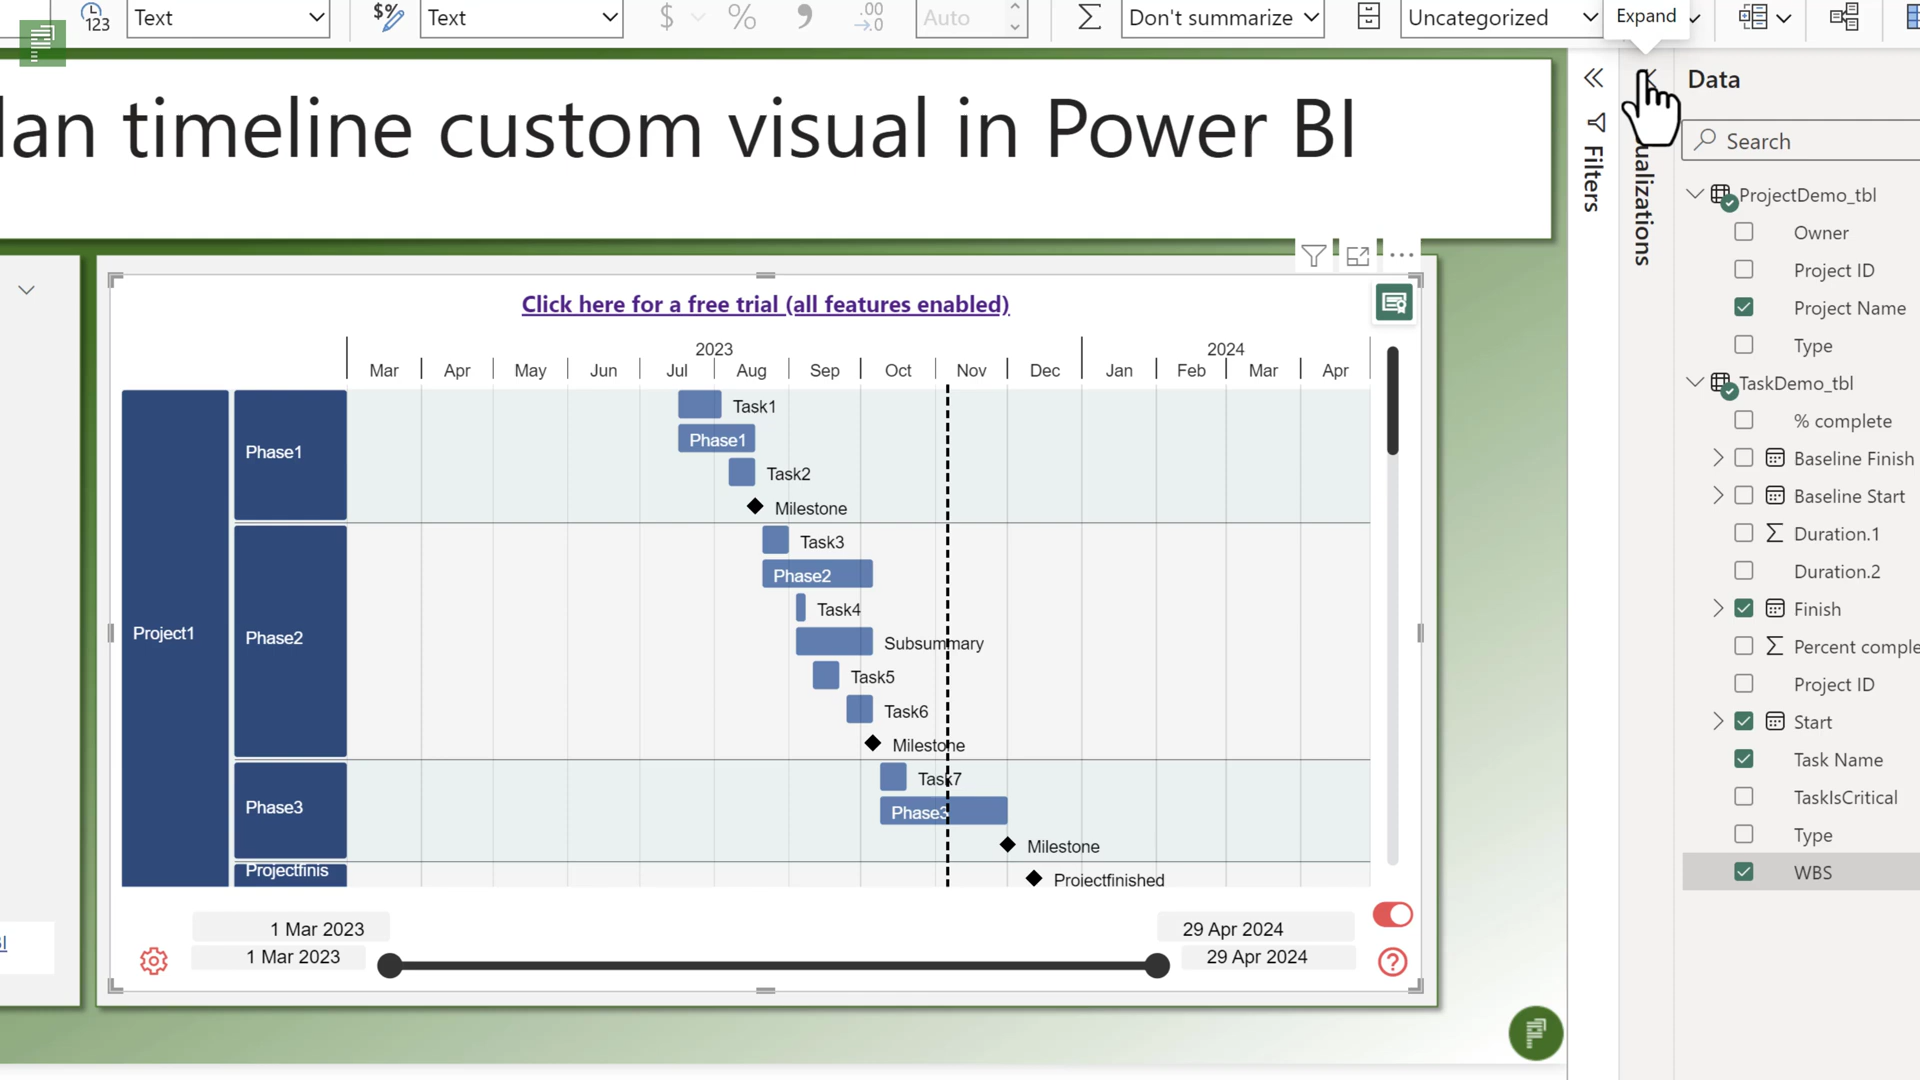 123
Text
$%
Text
$
%
.00
→.0
Auto
Don't summarize
Uncategorized
Expand
lan timeline custom visual in Power BI
Filters
ualizations
Data
Search
ProjectDemo_tbl
Owner
Project ID
Project Name
Type
TaskDemo_tbl
% complete
Baseline Finish
Baseline Start
Duration.1
Duration.2
Finish
Percent comple
Project ID
Start
Task Name
TaskIsCritical
Type
WBS
Click here for a free trial (all features enabled)
2023 2024
Mar Apr May Jun Jul Aug Sep Oct Nov Dec Jan Feb Mar Apr
Project1
Phase1
Task1
Phase1
Task2
Milestone
Phase2
Task3
Phase2
Task4
Subsummary
Task5
Task6
Milestone
Phase3
Task7
Phase3
Milestone
Projectfinis
Projectfinished
1 Mar 2023 29 Apr 2024
1 Mar 2023 29 Apr 2024
BI